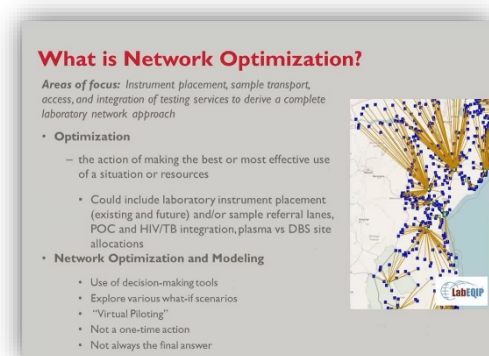 What is Network Optimization?
Areas of focus: Instrument placement, sample transport,
access, and integration of testing services to derive a complete
laboratory network approach
• Optimization
– the action of making the best or most effective use
of a situation or resources
• Could include laboratory instrument placement
(existing and future) and/or sample referral lanes,
POC and HIV/TB integration, plasma vs DBS site
allocations
• Network Optimization and Modeling
• Use of decision-making tools
• Explore various what-if scenarios
• "Virtual Piloting"
• Not a one-time action
• Not always the final answer
LabEQIP